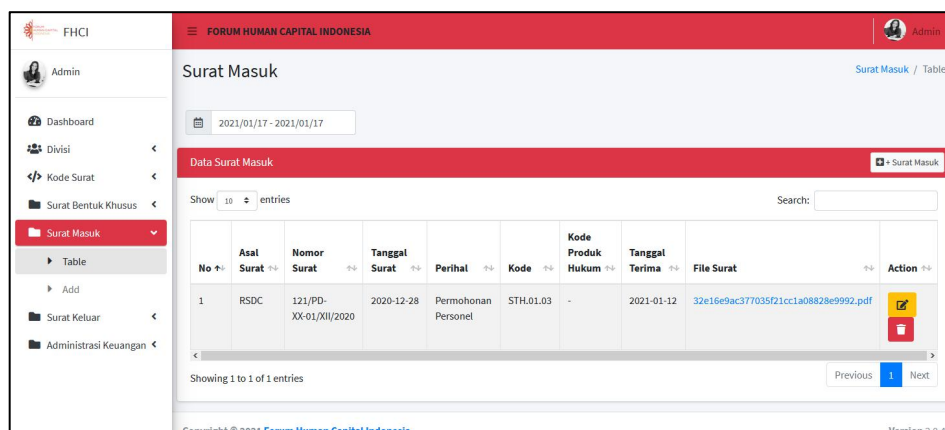 FHCI
FORUM HUMAN CAPITAL INDONESIA
Admin
Admin
Surat Masuk
Surat Masuk / Table
Dashboard
Divisi
Kode Surat
Surat Bentuk Khusus
Surat Masuk
Table
Add
Surat Keluar
Administrasi Keuangan
2021/01/17 - 2021/01/17
Data Surat Masuk
+ Surat Masuk
Show 10 entries
Search:
No
Asal Surat
Nomor Surat
Tanggal Surat
Perihal
Kode
Kode Produk Hukum
Tanggal Terima
File Surat
Action
1
RSDC
121/PD-XX-01/XII/2020
2020-12-28
Permohonan Personel
STH.01.03
-
2021-01-12
32e16e9ac377035f21cc1a08828e9992.pdf
Showing 1 to 1 of 1 entries
Previous 1 Next
Copyright © 2021 Forum Human Capital Indonesia
Version